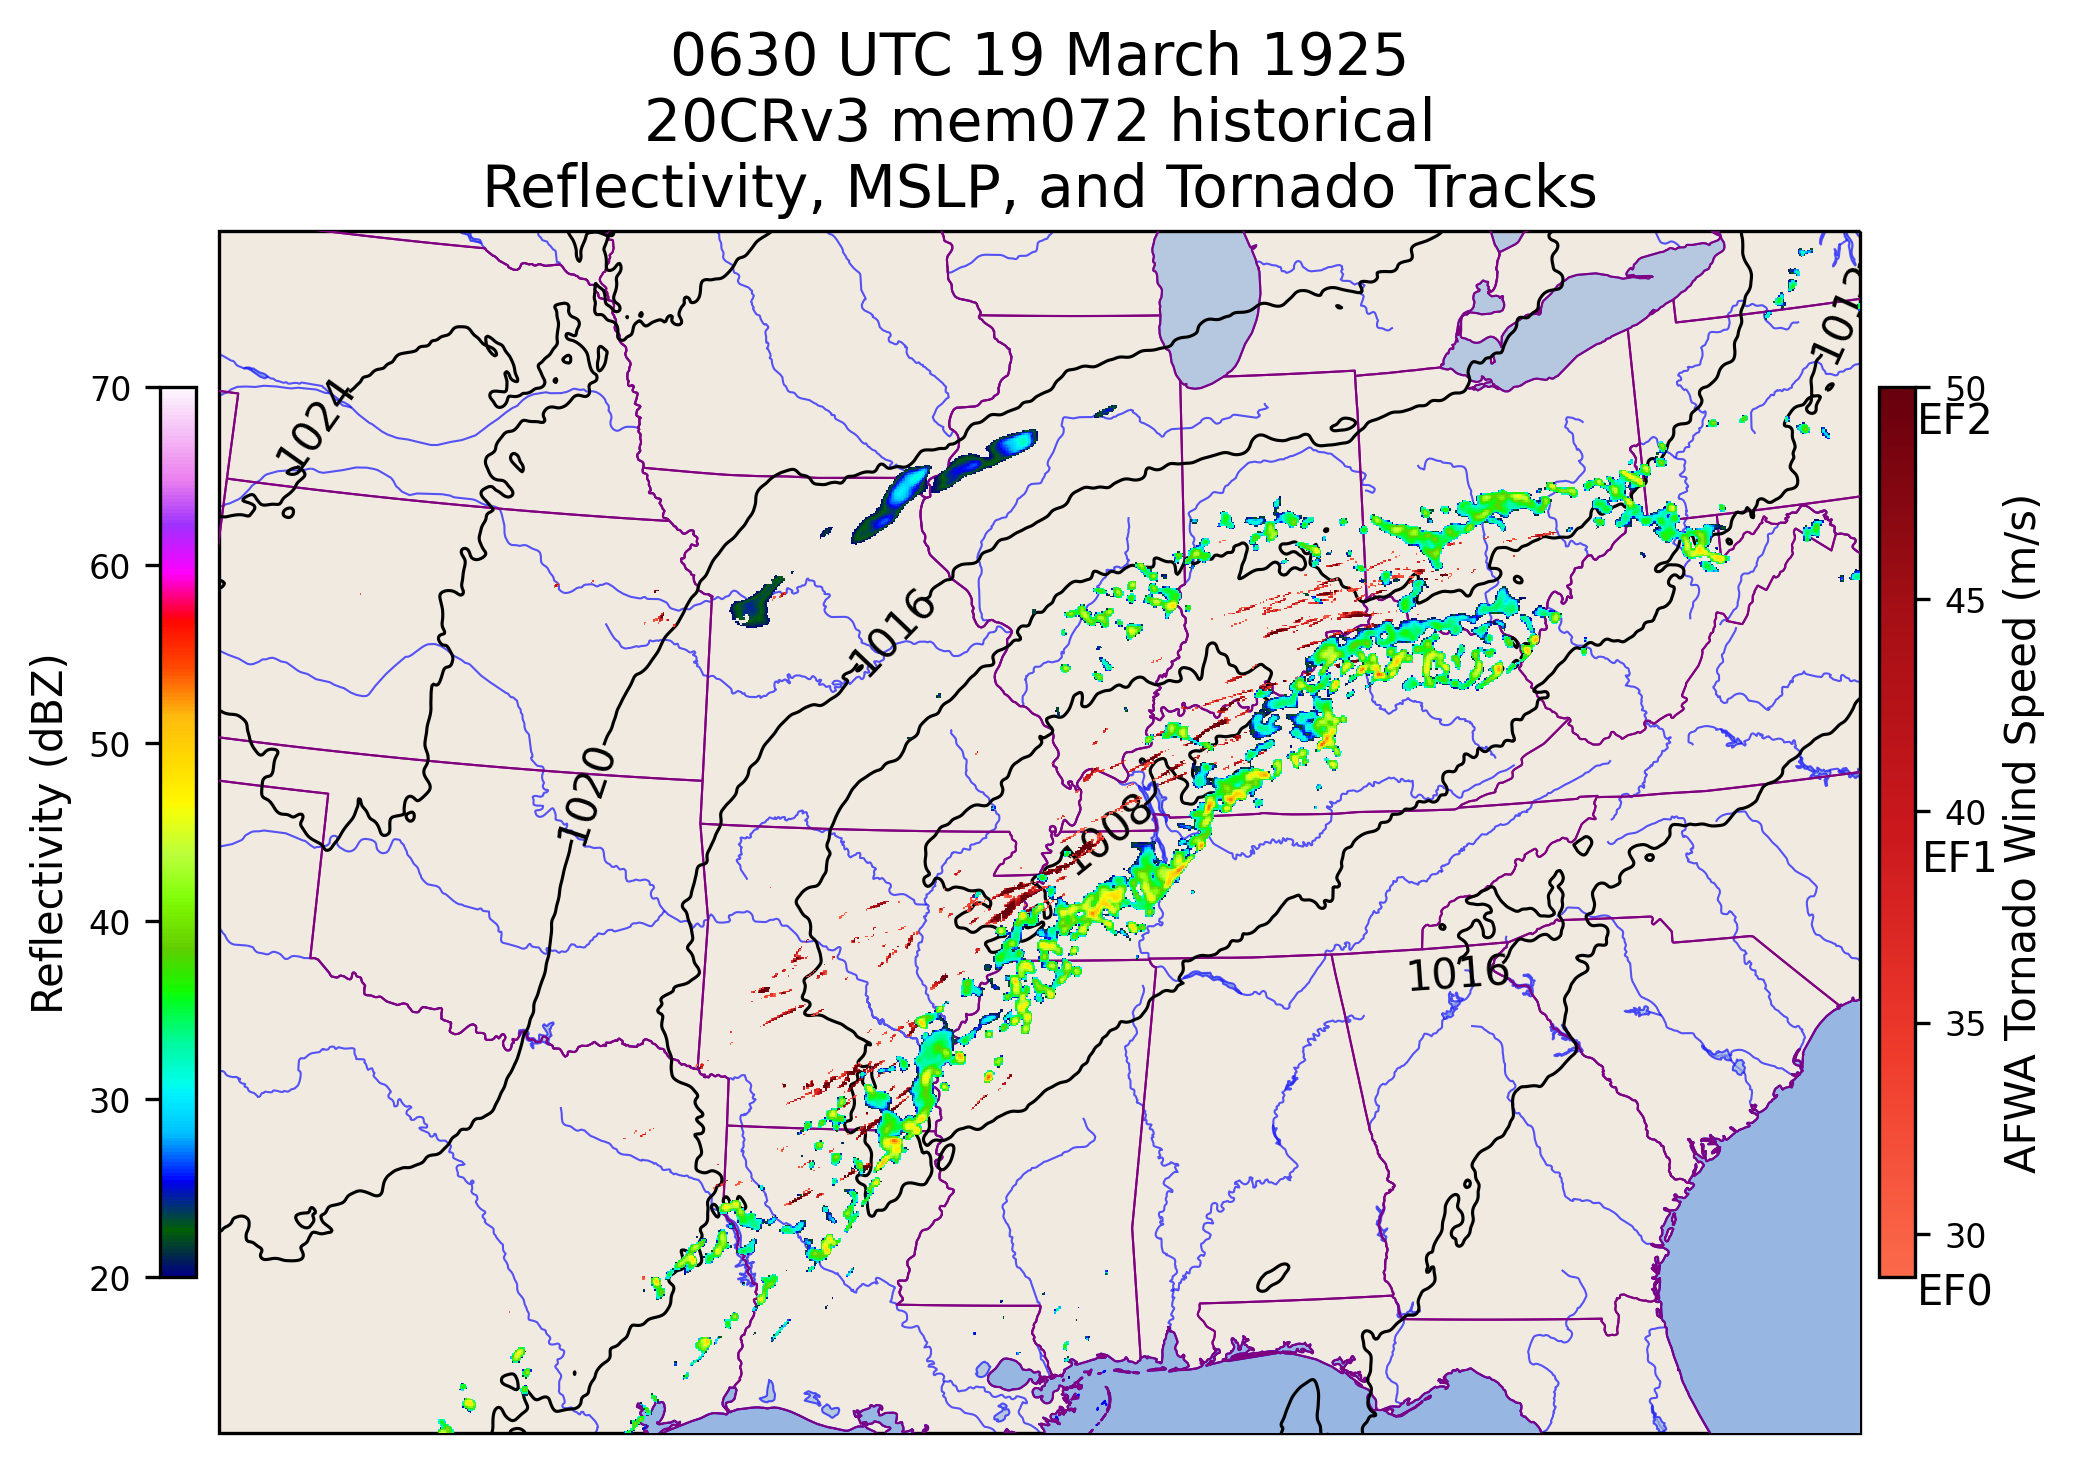 0630 UTC 19 March 1925
20CRv3 mem072 historical
Reflectivity, MSLP, and Tornado Tracks
1012
1024
1016
1020
1008
1016
70
60
50
40
30
20
Reflectivity (dBZ)
50
EF2
45
40
EF1
35
30
EF0
AFWA Tornado Wind Speed (m/s)